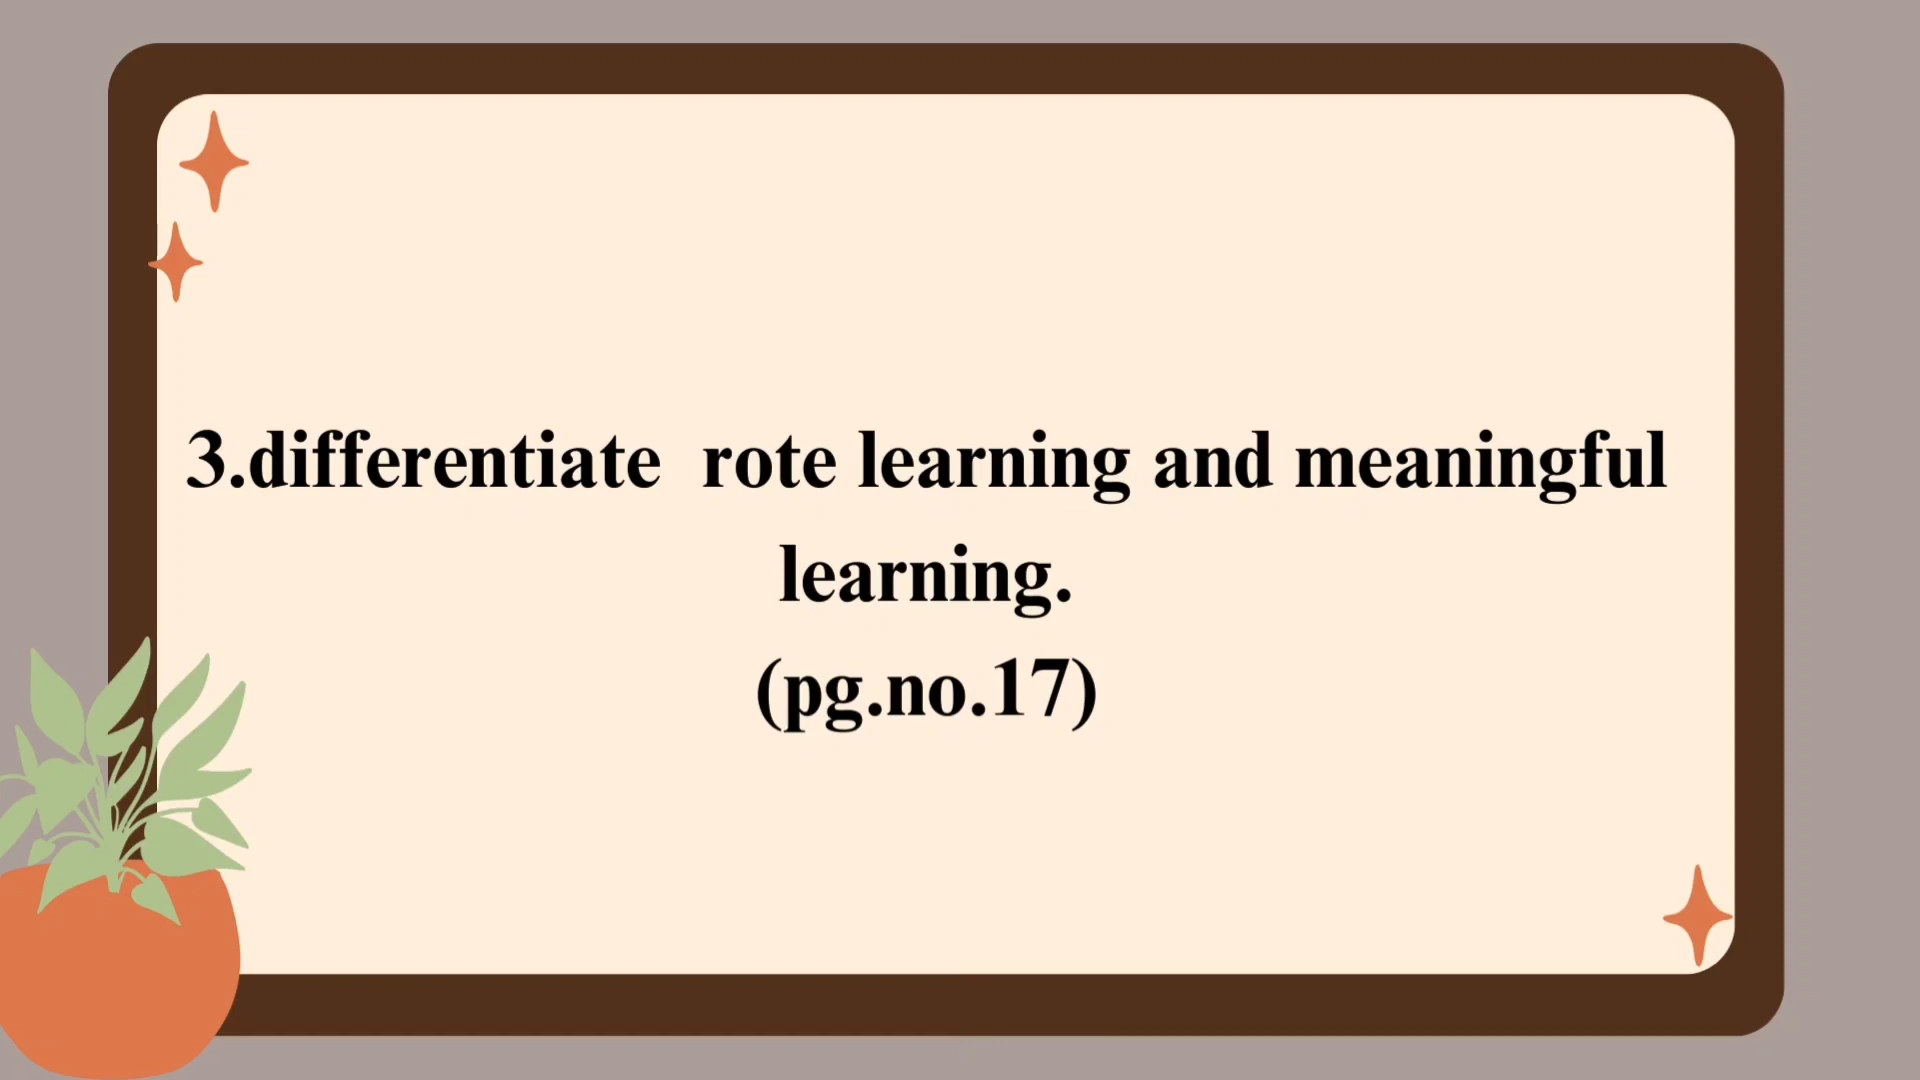 3.differentiate  rote learning and meaningful
learning.
(pg.no.17)